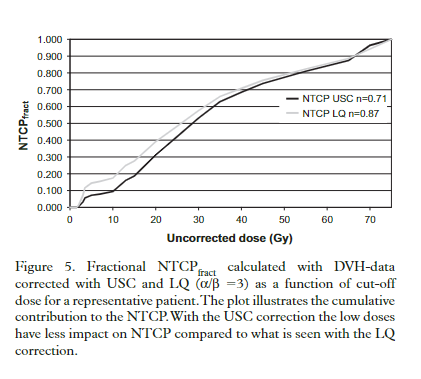 1.000
0.900
0.800
0.700
0.600
0.500
0.400
0.300
0.200
0.100
0.000
NTCPfract
NTCP USC n=0.71
NTCP LQ n=0.87
0 10 20 30 40 50 60 70
Uncorrected dose (Gy)
Figure 5. Fractional NTCPfract calculated with DVH-data
corrected with USC and LQ (α/β =3) as a function of cut-off
dose for a representative patient. The plot illustrates the cumulative
contribution to the NTCP. With the USC correction the low doses
have less impact on NTCP compared to what is seen with the LQ
correction.